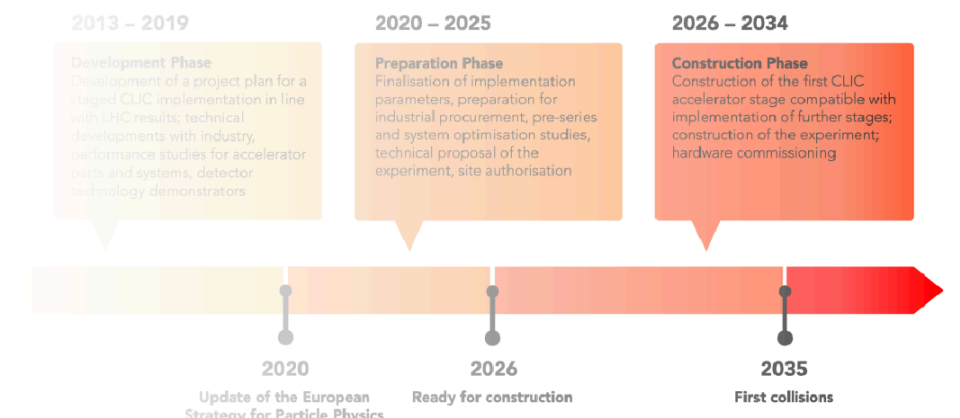 2013 – 2019
Development Phase
Development of a project plan for a
staged CLIC implementation in line
with LHC results; technical
developments with industry,
performance studies for accelerator
parts and systems, detector
technology demonstrators
2020 – 2025
Preparation Phase
Finalisation of implementation
parameters, preparation for
industrial procurement, pre-series
and system optimisation studies,
technical proposal of the
experiment, site authorisation
2026 – 2034
Construction Phase
Construction of the first CLIC
accelerator stage compatible with
implementation of further stages;
construction of the experiment;
hardware commissioning
2020
Update of the European
Strategy for Particle Physics
2026
Ready for construction
2035
First collisions